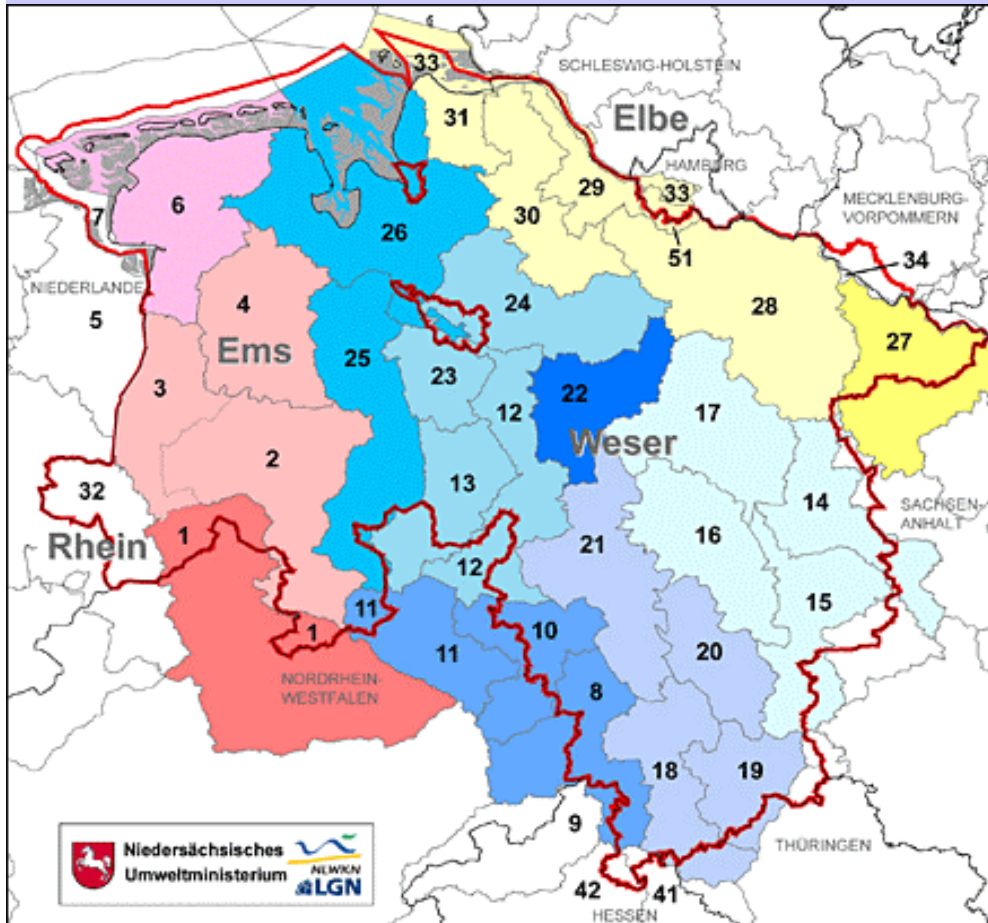 6
33
SCHLESWIG-HOLSTEIN
31
Elbe
HAMBURG
29
33
MECKLENBURG-
VORPOMMERN
6
7
30
26
51
34
NIEDERLANDE
4
24
28
5
27
Ems
25
23
3
12
22
17
Weser
2
13
14
32
SACHSEN-
ANHALT
1
16
Rhein
21
12
15
11
1
10
11
20
NORDRHEIN-
WESTFALEN
8
18
19
9
THÜRINGEN
Niedersächsisches
Umweltministerium
NLWKN
LGN
42
41
HESSEN